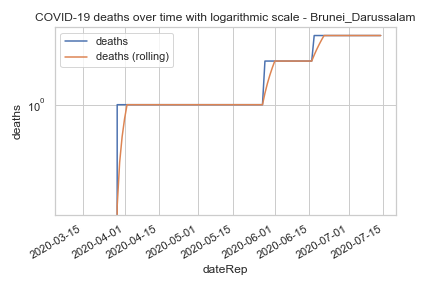 COVID-19 deaths over time with logarithmic scale - Brunei_Darussalam
deaths
deaths (rolling)
10^0
deaths
2020-03-15
2020-04-01
2020-04-15
2020-05-01
2020-05-15
2020-06-01
2020-06-15
2020-07-01
2020-07-15
dateRep